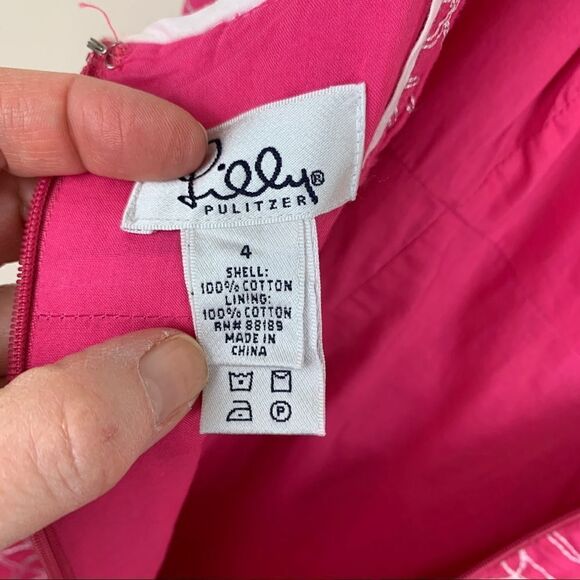 Lilly®
PULITZER
4
SHELL:
100% COTTON
LINING:
100% COTTON
RN# 88189
MADE IN
CHINA
P